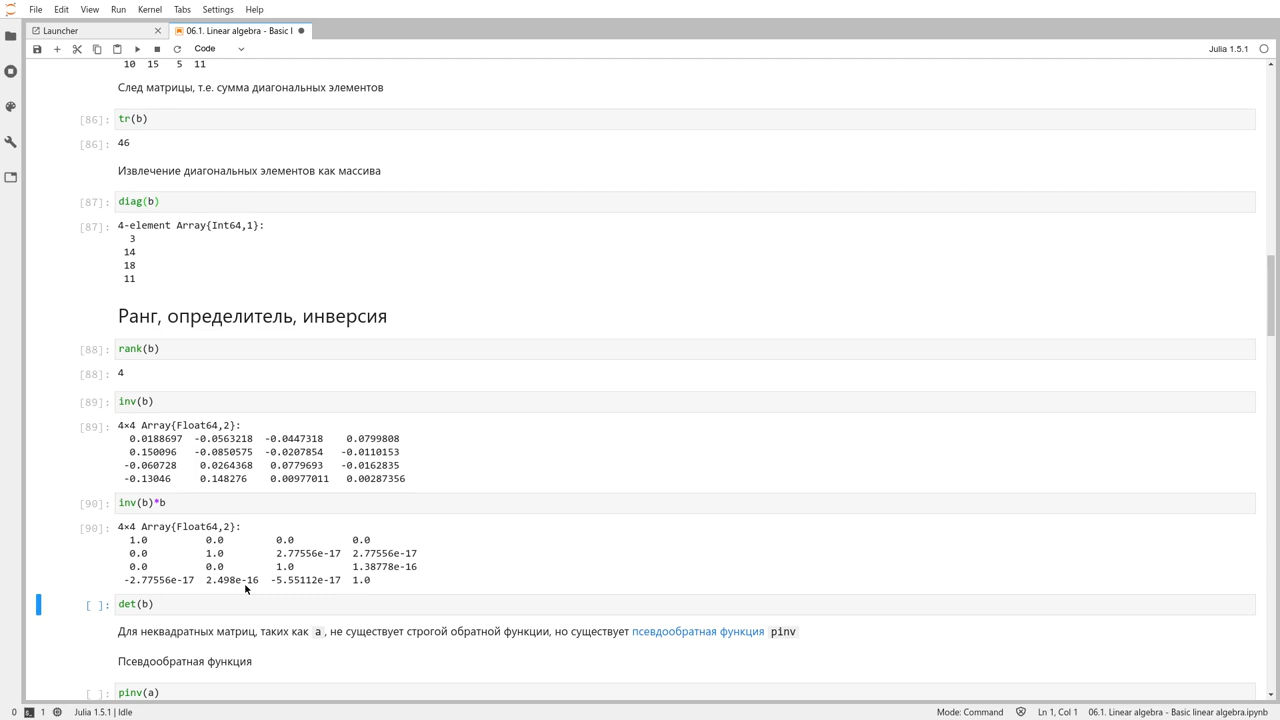 File Edit View Run Kernel Tabs Settings Help
Launcher
06.1. Linear algebra - Basic l
Code
Julia 1.5.1
10 15 5 11
След матрицы, т.е. сумма диагональных элементов
[86]: tr(b)
[86]: 46
Извлечение диагональных элементов как массива
[87]: diag(b)
[87]: 4-element Array{Int64,1}:
3
14
18
11
Ранг, определитель, инверсия
[88]: rank(b)
[88]: 4
[89]: inv(b)
[89]: 4×4 Array{Float64,2}:
0.0188697 -0.0563218 -0.0447318 0.0799808
0.150096 -0.0850575 -0.0207854 -0.0110153
-0.060728 0.0264368 0.0779693 -0.0162835
-0.13046 0.148276 0.00977011 0.00287356
[90]: inv(b)*b
[90]: 4×4 Array{Float64,2}:
1.0 0.0 0.0 0.0
0.0 1.0 2.77556e-17 2.77556e-17
0.0 0.0 1.0 1.38778e-16
-2.77556e-17 2.498e-16 -5.55112e-17 1.0
[ ]: det(b)
Для неквадратных матриц, таких как a, не существует строгой обратной функции, но существует псевдообратная функция pinv
Псевдообратная функция
[ ]: pinv(a)
0 1 Julia 1.5.1 | Idle
Mode: Command Ln 1, Col 1 06.1. Linear algebra - Basic linear algebra.ipynb